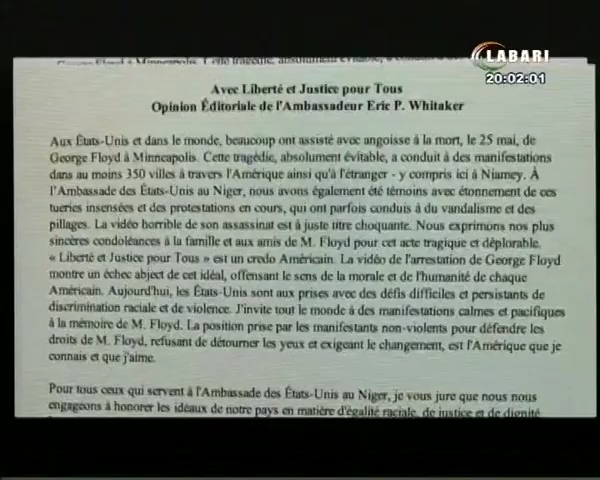 LABARI
20:02:01
Avec Liberté et Justice pour Tous
Opinion Éditoriale de l'Ambassadeur Eric P. Whitaker
Aux États-Unis et dans le monde, beaucoup ont assisté avec angoisse à la mort, le 25 mai, de
George Floyd à Minneapolis. Cette tragédie, absolument évitable, a conduit à des manifestations
dans au moins 350 villes à travers l'Amérique ainsi qu'à l'étranger - y compris ici à Niamey. À
l'Ambassade des États-Unis au Niger, nous avons également été témoins avec étonnement de ces
tueries insensées et des protestations en cours, qui ont parfois conduis à du vandalisme et des
pillages. La vidéo horrible de son assassinat est à juste titre choquante. Nous exprimons nos plus
sincères condoléances à la famille et aux amis de M. Floyd pour cet acte tragique et déplorable.
« Liberté et Justice pour Tous » est un credo Américain. La vidéo de l'arrestation de George Floyd
montre un échec abject de cet idéal, offensant le sens de la morale et de l'humanité de chaque
Américain. Aujourd'hui, les États-Unis sont aux prises avec des défis difficiles et persistants de
discrimination raciale et de violence. J'invite tout le monde à des manifestations calmes et pacifiques
à la mémoire de M. Floyd. La position prise par les manifestants non-violents pour défendre les
droits de M. Floyd, refusant de détourner les yeux et exigeant le changement, est l'Amérique que je
connais et que j'aime.
Pour tous ceux qui servent à l'Ambassade des États-Unis au Niger, je vous jure que nous nous
engageons à honorer les idéaux de notre pays en matière d'égalité raciale, de justice et de dignité